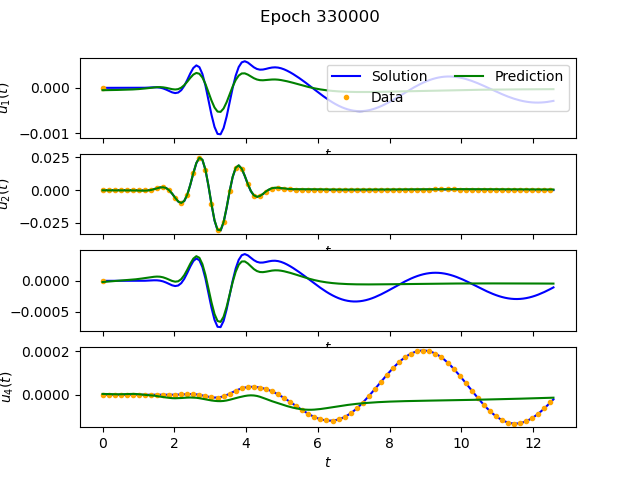 Epoch 330000
u1(t)
0.000
−0.001
Solution
Data
Prediction
t
u2(t)
0.025
0.000
−0.025
t
0.0000
−0.0005
t
u4(t)
0.0002
0.0000
0 2 4 6 8 10 12
t